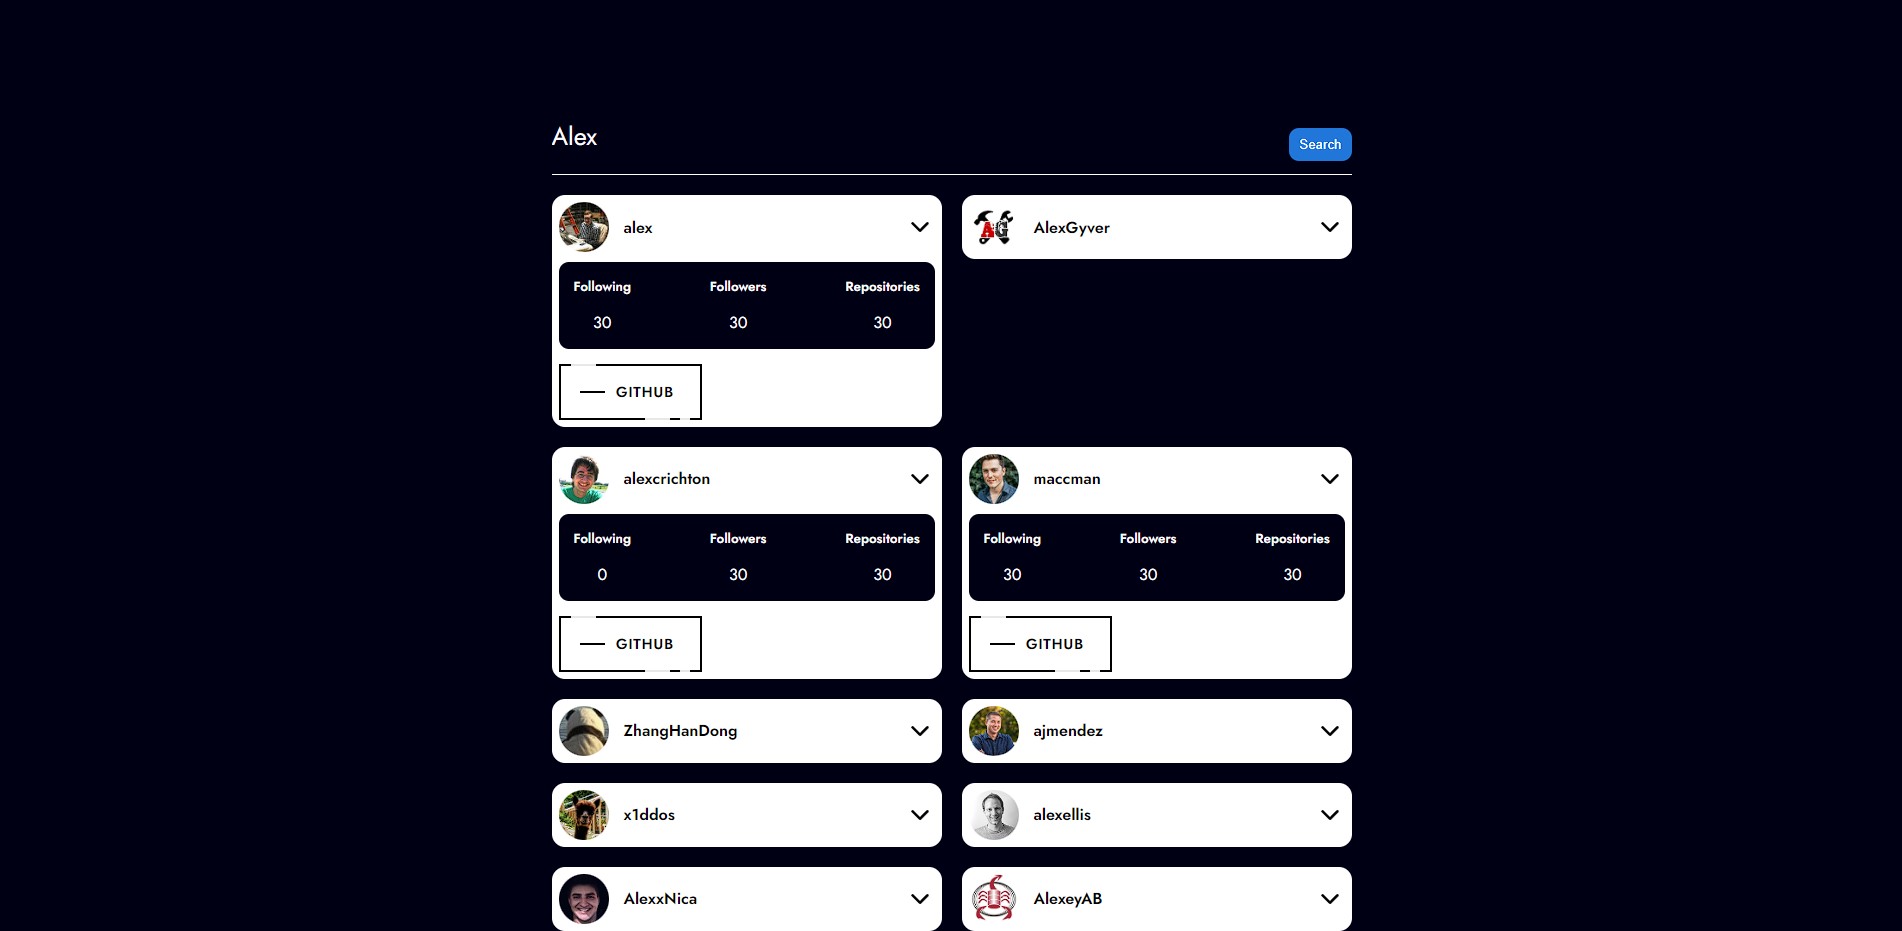 Alex
Search
alex
AG
AlexGyver
Following Followers Repositories
30 30 30
GITHUB
alexcrichton
maccman
Following Followers Repositories
0 30 30
Following Followers Repositories
30 30 30
GITHUB
GITHUB
ZhangHanDong
ajmendez
x1ddos
alexellis
AlexxNica
AlexeyAB